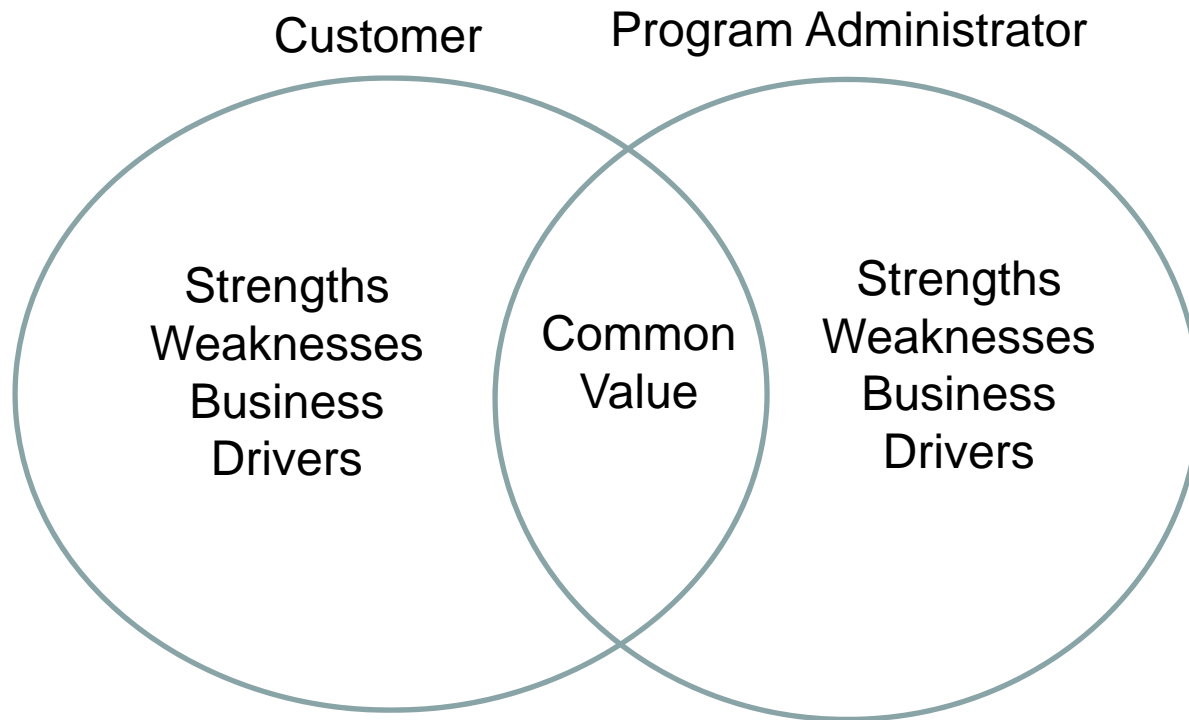 Customer
Program Administrator
Strengths
Weaknesses
Business
Drivers
Common
Value
Strengths
Weaknesses
Business
Drivers